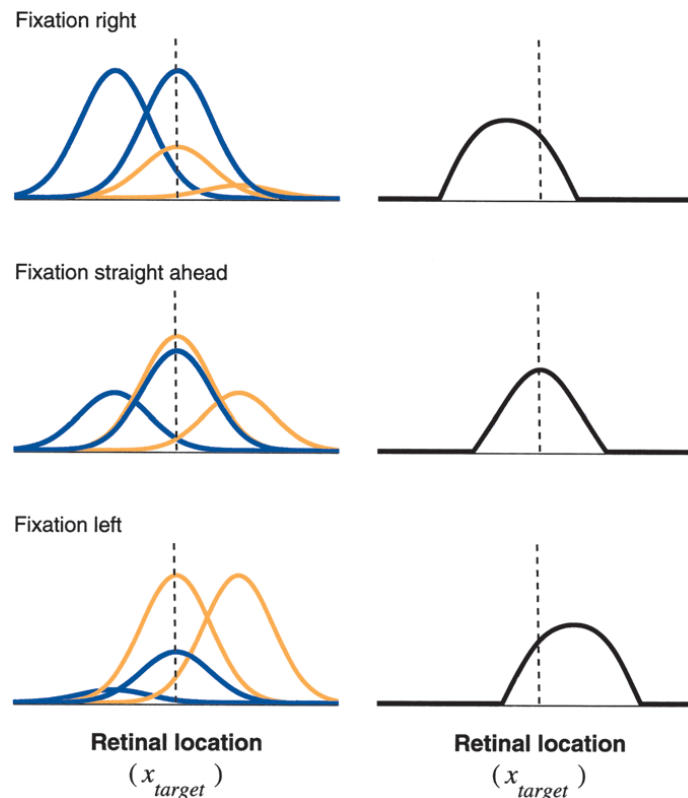 Fixation right
Fixation straight ahead
Fixation left
Retinal location
(x_target)
Retinal location
(x_target)